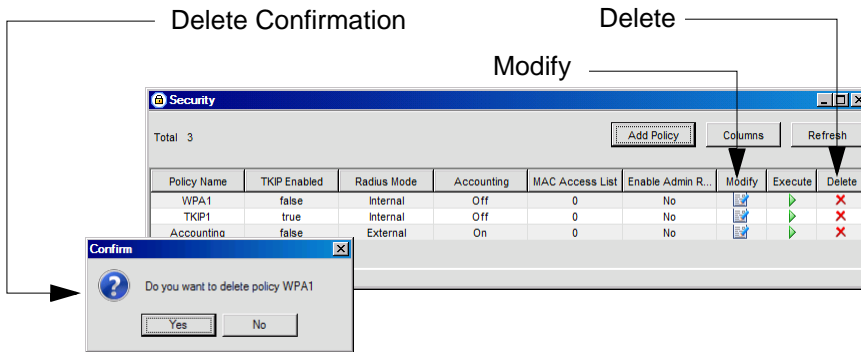 Delete Confirmation
Delete
Modify
Security
Total 3
Add Policy
Columns
Refresh
Policy Name TKIP Enabled Radius Mode Accounting MAC Access List Enable Admin R... Modify Execute Delete
WPA1 false Internal Off 0 No
TKIP1 true Internal Off 0 No
Accounting false External On 0 No
Confirm
Do you want to delete policy WPA1
Yes
No